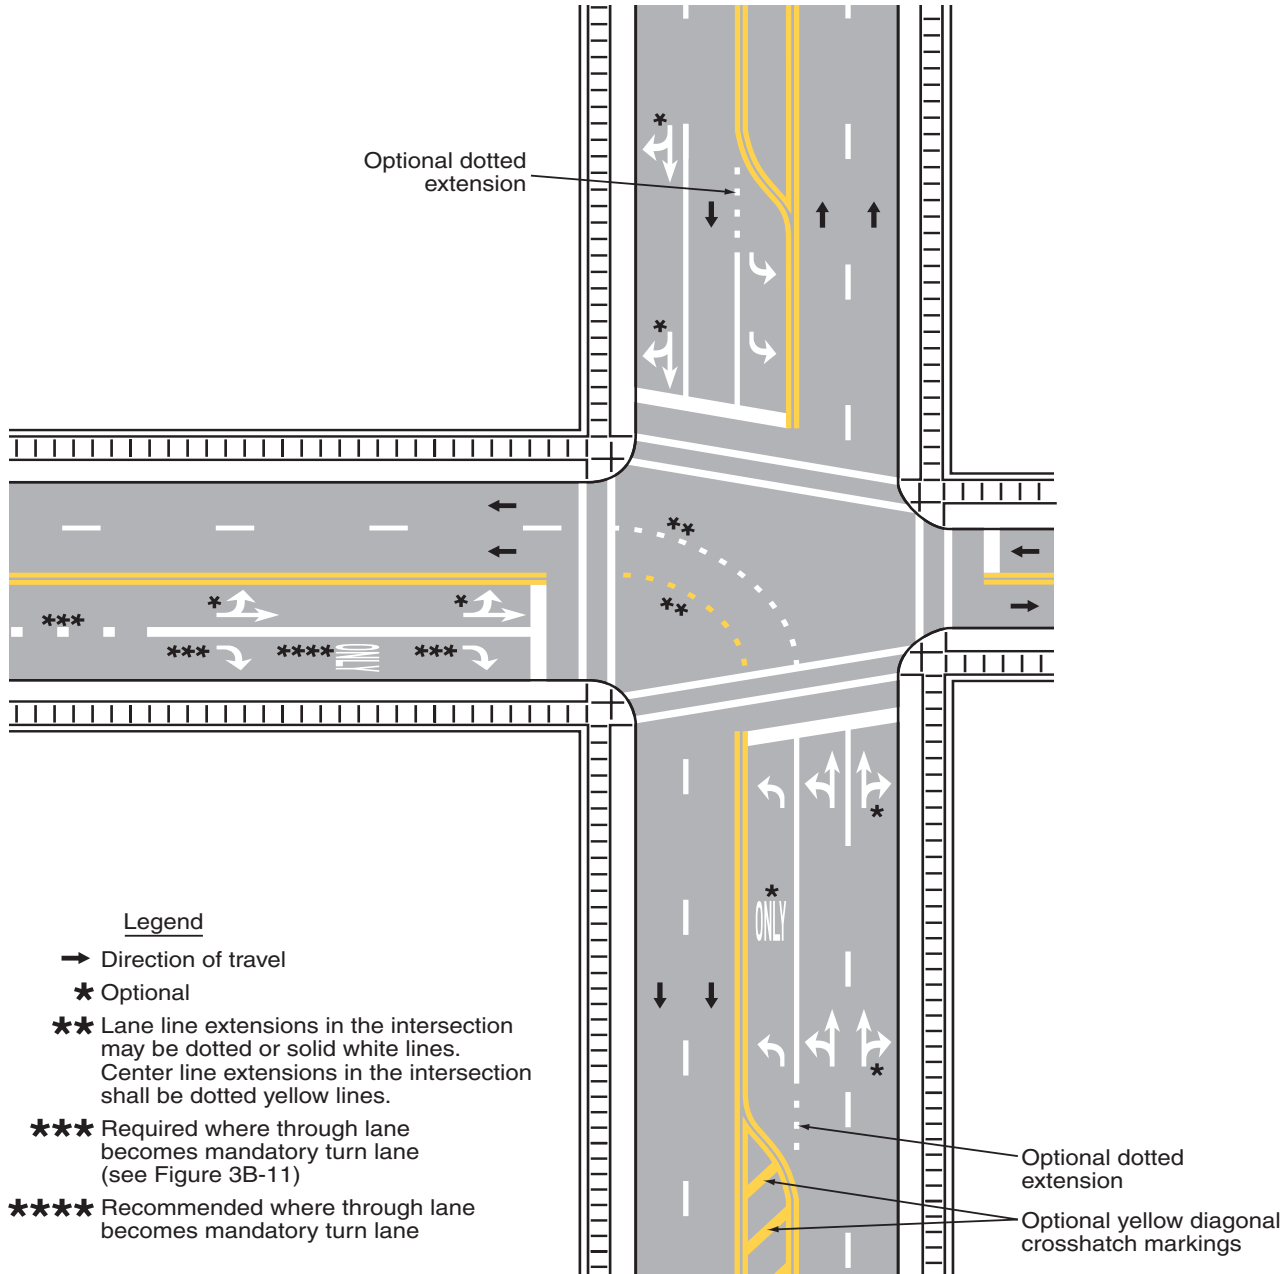 Optional dotted
extension
*
*
**
**
***
*
*
***
****
ONLY
***
*
*
ONLY
*
Legend
Direction of travel
* Optional
** Lane line extensions in the intersection
may be dotted or solid white lines.
Center line extensions in the intersection
shall be dotted yellow lines.
*** Required where through lane
becomes mandatory turn lane
(see Figure 3B-11)
**** Recommended where through lane
becomes mandatory turn lane
Optional dotted
extension
Optional yellow diagonal
crosshatch markings